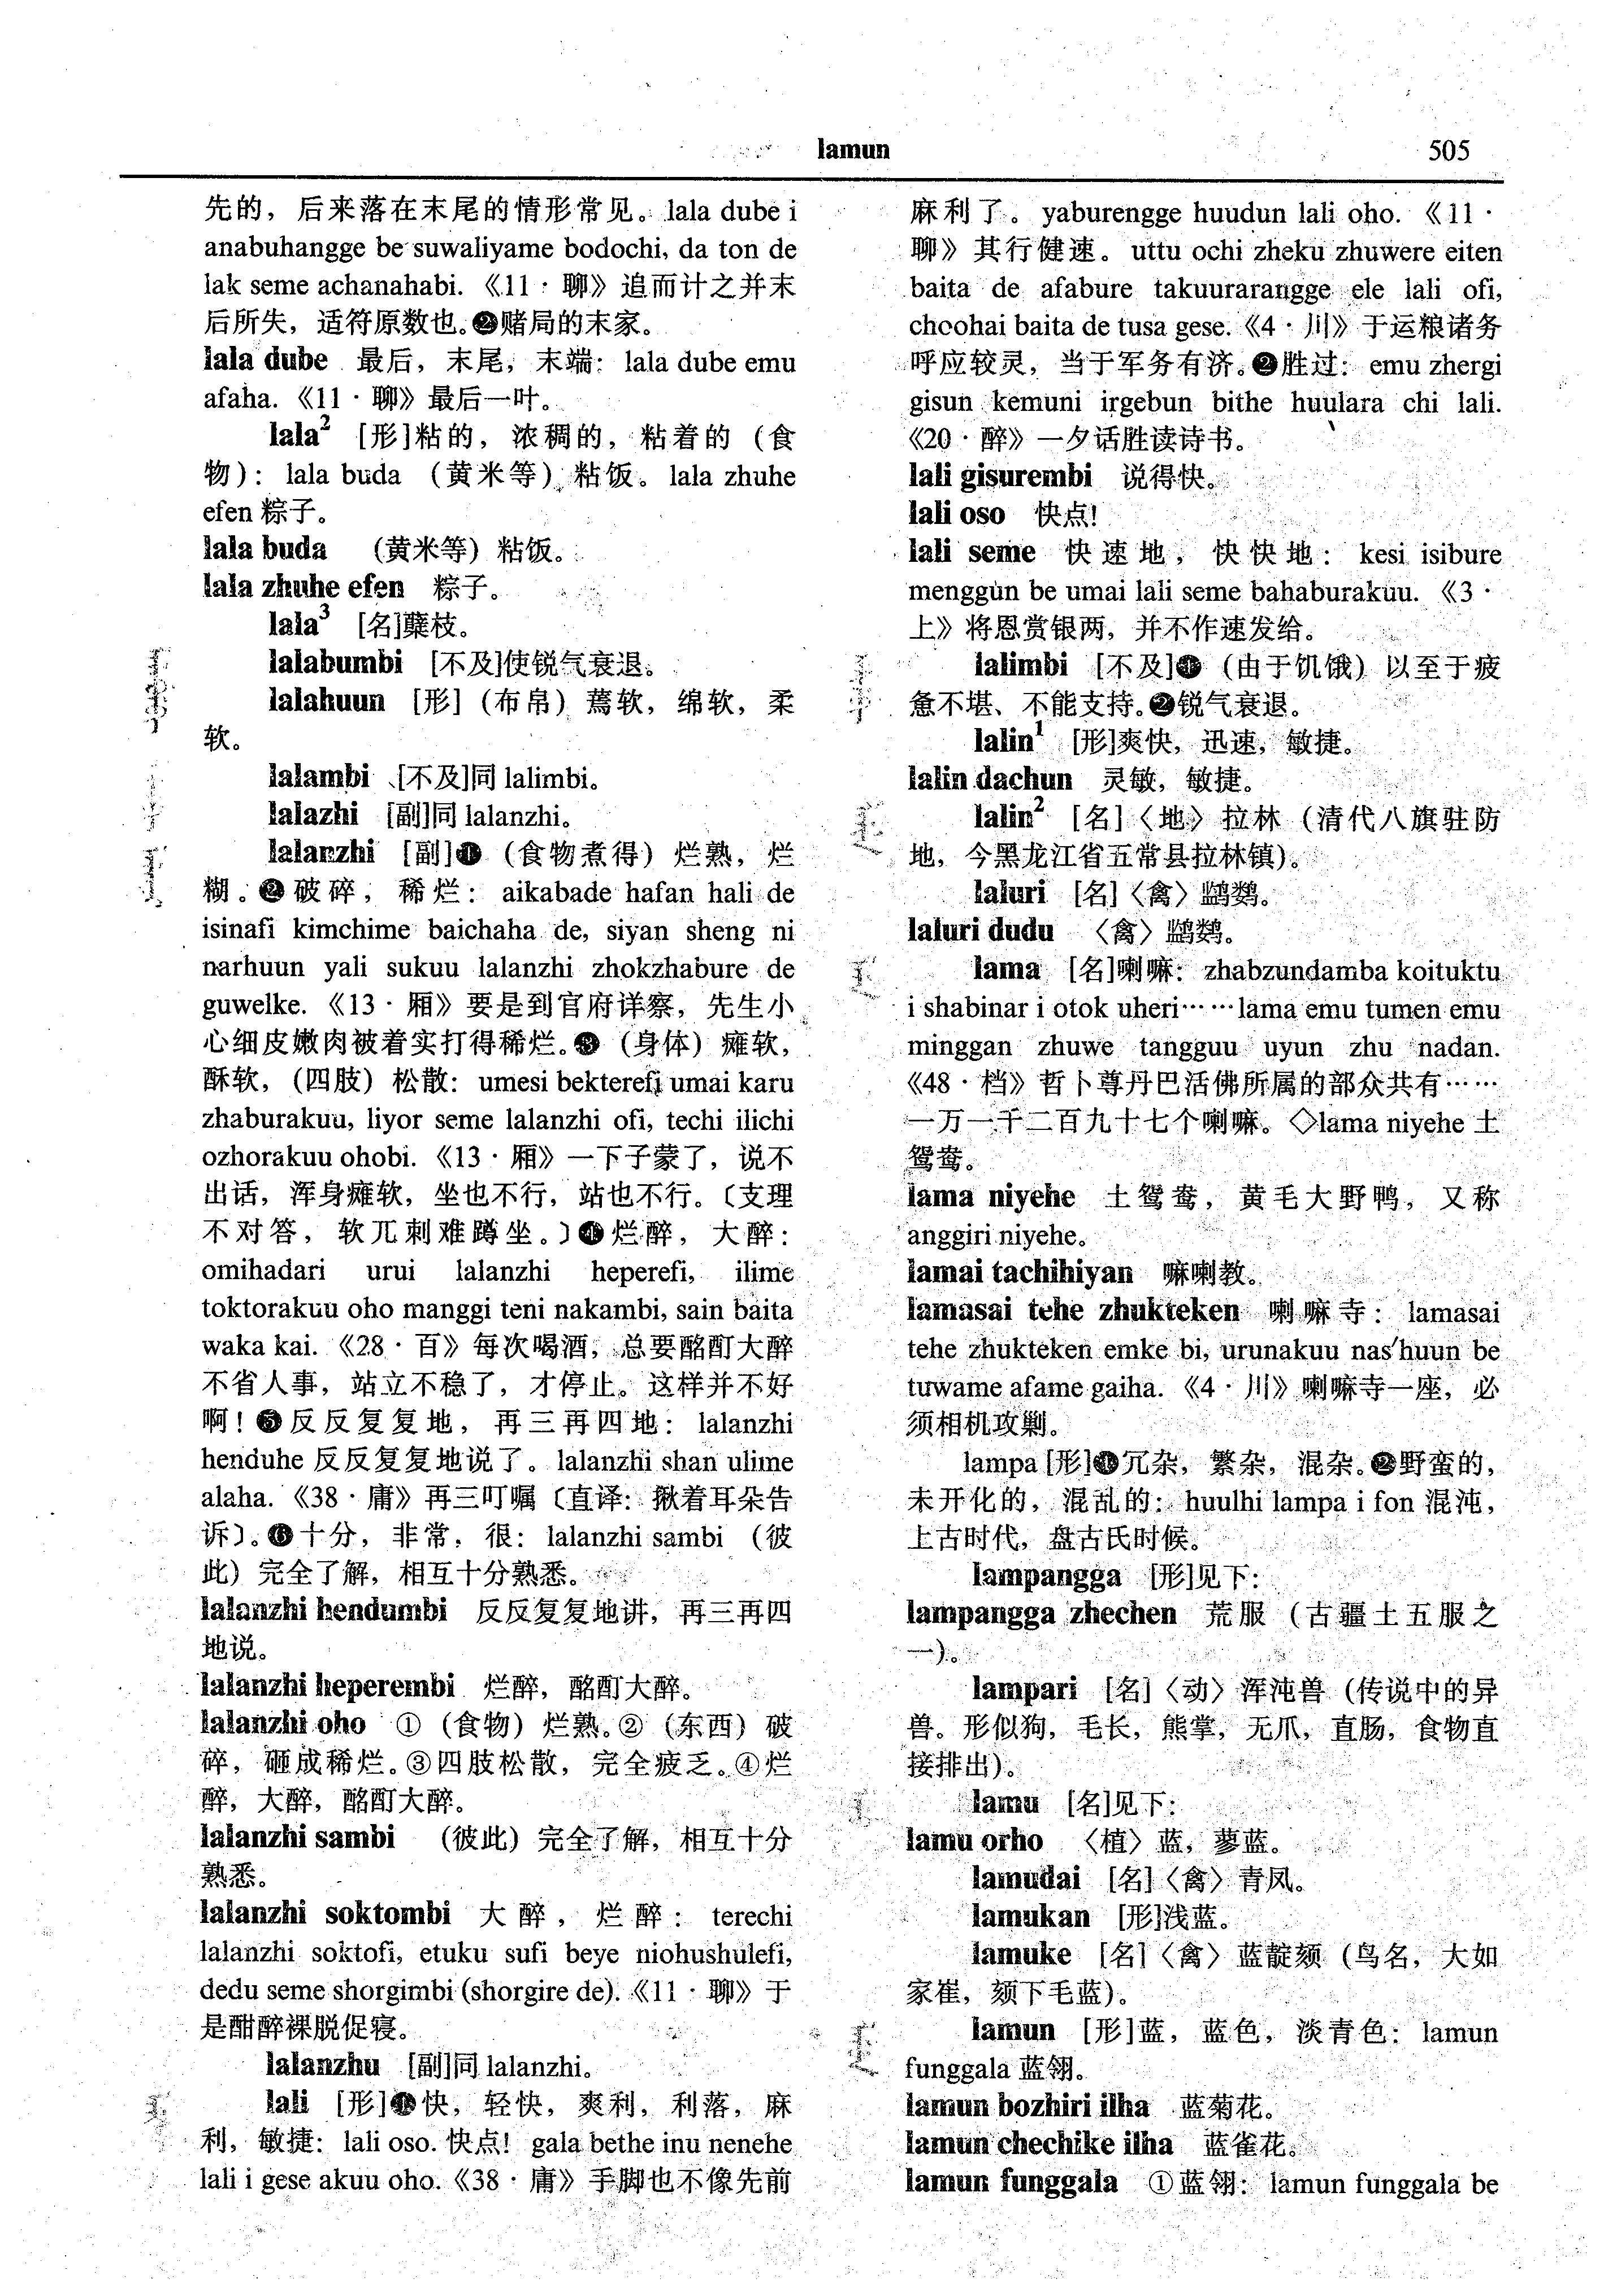 lamun
505
先的，后来落在末尾的情形常见。lala dube i
anabuhangge be suwaliyame bodochi, da ton de
lak seme achanahabi.《11·聊》追而计之并末
后所失，适符原数也。❷赌局的末家。
lala dube 最后，末尾，末端：lala dube emu
afaha.《11·聊》最后一叶。
lala² [形]粘的，浓稠的，粘着的（食
物）：lala buda （黄米等）粘饭。lala zhuhe
efen 粽子。
lala buda （黄米等）粘饭。
lala zhuhe efen 粽子。
lala³ [名]糵枝。
lalabumbi [不及]使锐气衰退。
lalahuun [形]（布帛）蔫软，绵软，柔
软。
lalambi [不及]同 lalimbi。
lalazhi [副]同 lalanzhi。
lalanzhi [副]❶（食物煮得）烂熟，烂
糊。❷破碎，稀烂：aikabade hafan hali de
isinafi kimchime baichaha de, siyan sheng ni
narhuun yali sukuu lalanzhi zhokzhabure de
guwelke.《13·厢》要是到官府详察，先生小
心细皮嫩肉被着实打得稀烂。❸（身体）瘫软，
酥软，（四肢）松散：umesi bekterefi umai karu
zhaburakuu, liyor seme lalanzhi ofi, techi ilichi
ozhorakuu ohobi.《13·厢》一下子蒙了，说不
出话，浑身瘫软，坐也不行，站也不行。〔支理
不对答，软兀剌难蹲坐。〕❹烂醉，大醉：
omihadari urui lalanzhi heperefi, ilime
toktorakuu oho manggi teni nakambi, sain baita
waka kai.《28·百》每次喝酒，总要酩酊大醉
不省人事，站立不稳了，才停止。这样并不好
啊！❺反反复复地，再三再四地：lalanzhi
henduhe 反反复复地说了。lalanzhi shan ulime
alaha.《38·庸》再三叮嘱〔直译：揪着耳朵告
诉〕。❻十分，非常，很：lalanzhi sambi （彼
此）完全了解，相互十分熟悉。
lalanzhi hendumbi 反反复复地讲，再三再四
地说。
lalanzhi heperembi 烂醉，酩酊大醉。
lalanzhi oho ①（食物）烂熟。②（东西）破
碎，砸成稀烂。③四肢松散，完全疲乏。④烂
醉，大醉，酩酊大醉。
lalanzhi sambi （彼此）完全了解，相互十分
熟悉。
lalanzhi soktombi 大醉，烂醉：terechi
lalanzhi soktofi, etuku sufi beye niohushulefi,
dedu seme shorgimbi (shorgire de).《11·聊》于
是酣醉裸脱促寝。
lalanzhu [副]同 lalanzhi。
lali [形]❶快，轻快，爽利，利落，麻
利，敏捷：lali oso. 快点！gala bethe inu nenehe
lali i gese akuu oho.《38·庸》手脚也不像先前
麻利了。yaburengge huudun lali oho.《11·
聊》其行健速。uttu ochi zheku zhuwere eiten
baita de afabure takuurarangge ele lali ofi,
choohai baita de tusa gese.《4·川》于运粮诸务
呼应较灵，当于军务有济。❷胜过：emu zhergi
gisun kemuni irgebun bithe huulara chi lali.
《20·醉》一夕话胜读诗书。
lali gisurembi 说得快。
lali oso 快点！
lali seme 快速地，快快地：kesi isibure
menggun be umai lali seme bahaburakuu.《3·
上》将恩赏银两，并不作速发给。
lalimbi [不及]❶（由于饥饿）以至于疲
惫不堪、不能支持。❷锐气衰退。
lalin¹ [形]爽快，迅速，敏捷。
lalin dachun 灵敏，敏捷。
lalin² [名]〈地〉拉林（清代八旗驻防
地，今黑龙江省五常县拉林镇）。
laluri [名]〈禽〉鹠鹩。
laluri dudu 〈禽〉鹠鹩。
lama [名]喇嘛：zhabzundamba koituktu
i shabinar i otok uheri⋯⋯lama emu tumen emu
minggan zhuwe tangguu uyun zhu nadan.
《48·档》哲卜尊丹巴活佛所属的部众共有⋯⋯
一万一千二百九十七个喇嘛。◇lama niyehe 土
鸳鸯。
lama niyehe 土鸳鸯，黄毛大野鸭，又称
anggiri niyehe。
lamai tachihiyan 嘛喇教。
lamasai tehe zhukteken 喇嘛寺：lamasai
tehe zhukteken emke bi, urunakuu nas'huun be
tuwame afame gaiha.《4·川》喇嘛寺一座，必
须相机攻剿。
lampa [形]❶冗杂，繁杂，混杂。❷野蛮的，
未开化的，混乱的：huulhi lampa i fon 混沌，
上古时代，盘古氏时候。
lampangga [形]见下：
lampangga zhechen 荒服（古疆土五服之
一）。
lampari [名]〈动〉浑沌兽（传说中的异
兽。形似狗，毛长，熊掌，无爪，直肠，食物直
接排出）。
lamu [名]见下：
lamu orho 〈植〉蓝，蓼蓝。
lamudai [名]〈禽〉青凤。
lamukan [形]浅蓝。
lamuke [名]〈禽〉蓝靛颏（鸟名，大如
家雀，颏下毛蓝）。
lamun [形]蓝，蓝色，淡青色：lamun
funggala 蓝翎。
lamun bozhiri ilha 蓝菊花。
lamun chechike ilha 蓝雀花。
lamun funggala ①蓝翎：lamun funggala be